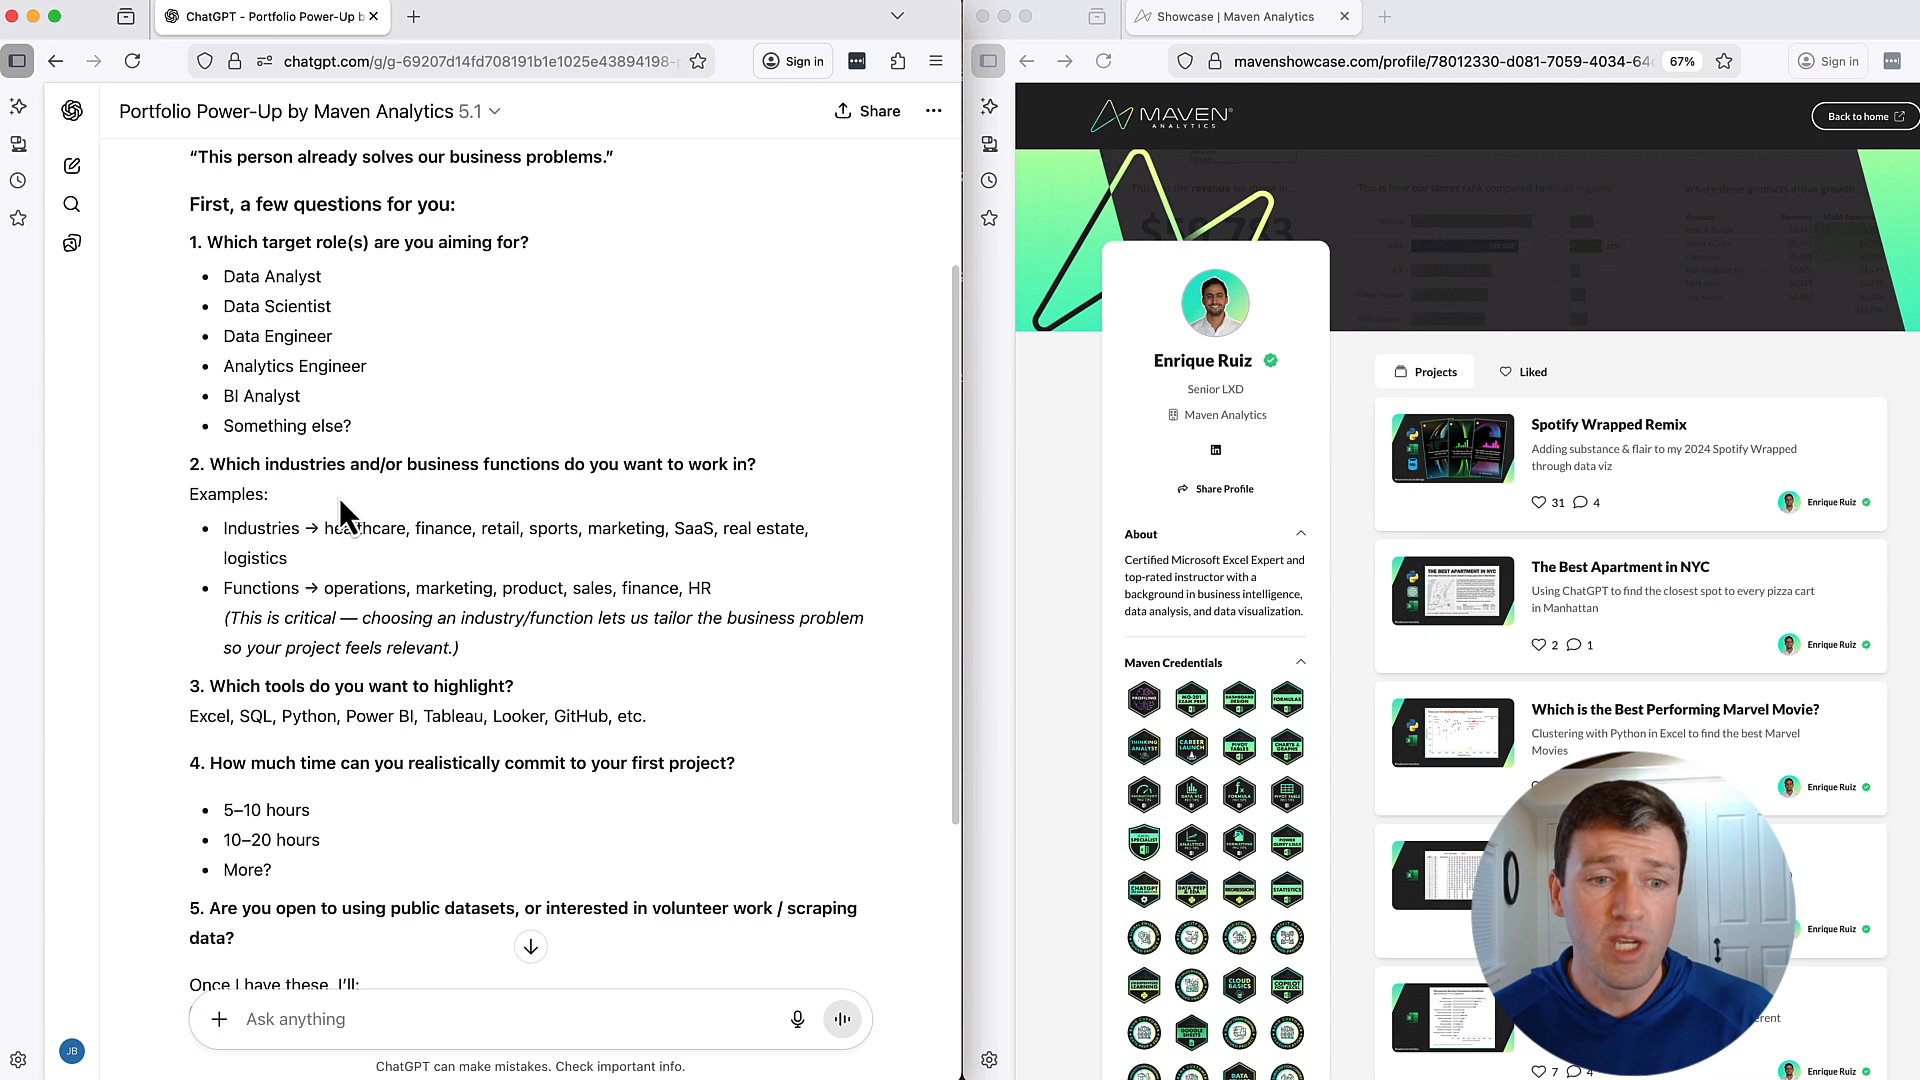 ChatGPT - Portfolio Power-Up b
chatgpt.com/g/g-69207d14fd708191b1e1025e43894198-p
Sign in
Portfolio Power-Up by Maven Analytics 5.1
Share
“This person already solves our business problems.”
First, a few questions for you:
1. Which target role(s) are you aiming for?
Data Analyst
Data Scientist
Data Engineer
Analytics Engineer
BI Analyst
Something else?
2. Which industries and/or business functions do you want to work in?
Examples:
Industries → healthcare, finance, retail, sports, marketing, SaaS, real estate,
logistics
Functions → operations, marketing, product, sales, finance, HR
(This is critical — choosing an industry/function lets us tailor the business problem
so your project feels relevant.)
3. Which tools do you want to highlight?
Excel, SQL, Python, Power BI, Tableau, Looker, GitHub, etc.
4. How much time can you realistically commit to your first project?
5–10 hours
10–20 hours
More?
5. Are you open to using public datasets, or interested in volunteer work / scraping
data?
Once I have these, I’ll:
Ask anything
ChatGPT can make mistakes. Check important info.
JB
Showcase | Maven Analytics
mavenshowcase.com/profile/78012330-d081-7059-4034-64
67%
Sign in
MAVEN
ANALYTICS
Back to home
Enrique Ruiz
Senior LXD
Maven Analytics
Share Profile
About
Certified Microsoft Excel Expert and
top-rated instructor with a
background in business intelligence,
data analysis, and data visualization.
Maven Credentials
Projects
Liked
Spotify Wrapped Remix
Adding substance & flair to my 2024 Spotify Wrapped
through data viz
31 4
Enrique Ruiz
The Best Apartment in NYC
Using ChatGPT to find the closest spot to every pizza cart
in Manhattan
2 1
Enrique Ruiz
Which is the Best Performing Marvel Movie?
Clustering with Python in Excel to find the best Marvel
Movies
Enrique Ruiz
Enrique Ruiz
erent
7 4
Enrique Ruiz